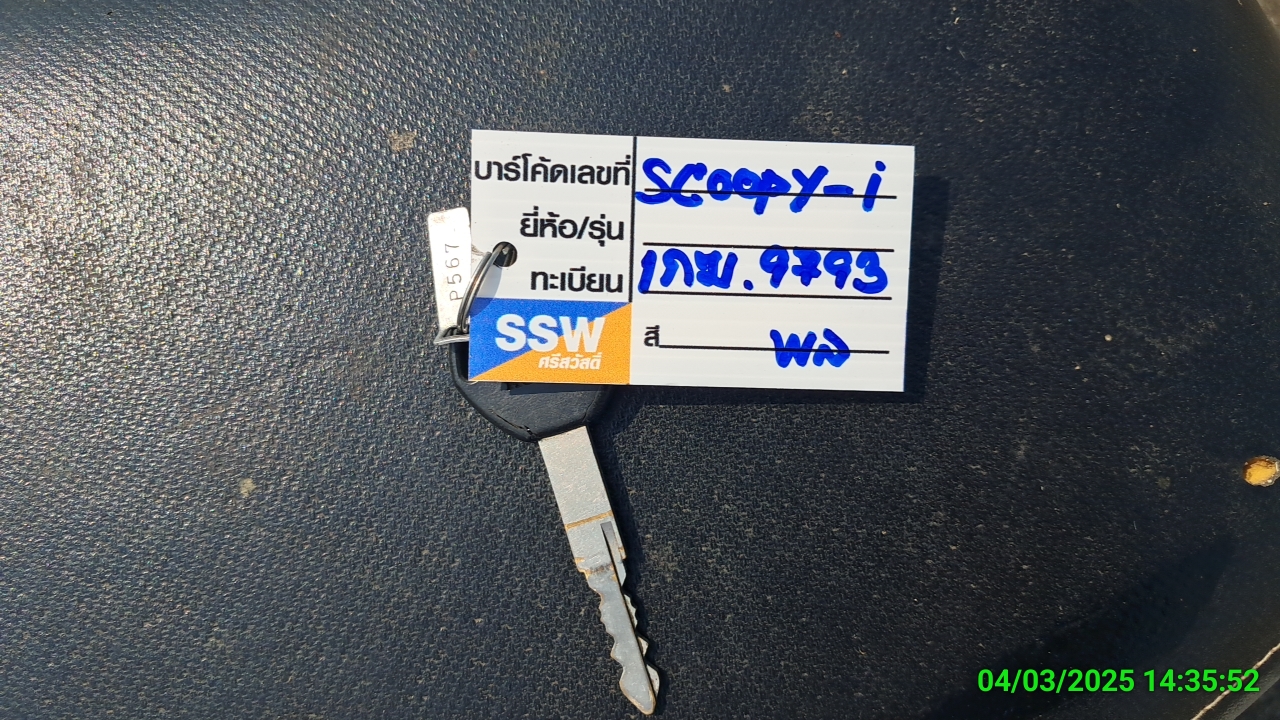 บาร์โค้ดเลขที่ SCOOPY-i
ยี่ห้อ/รุ่น
ทะเบียน 1กฆ.9793
SSW
ศรีสวัสดิ์
สี พล
P567
04/03/2025 14:35:52